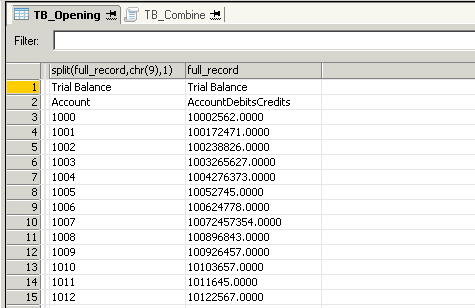 TB_Opening TB_Combine
Filter:
split(full_record,chr(9),1) full_record
1 Trial Balance Trial Balance
2 Account AccountDebitsCredits
3 1000 10002562.0000
4 1001 100172471.0000
5 1002 100238826.0000
6 1003 1003265627.0000
7 1004 1004276373.0000
8 1005 10052745.0000
9 1006 100624778.0000
10 1007 10072457354.0000
11 1008 100896843.0000
12 1009 100926457.0000
13 1010 10103657.0000
14 1011 1011645.0000
15 1012 10122567.0000